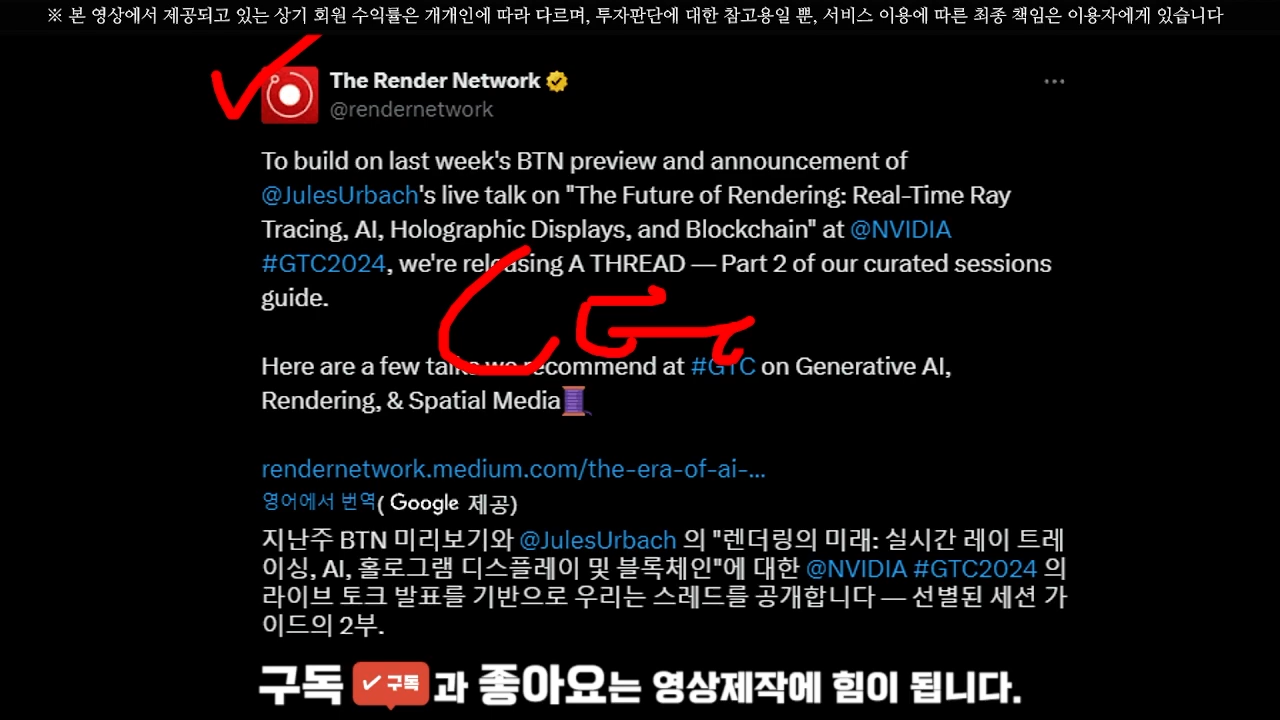 ※ 본 영상에서 제공되고 있는 상기 회원 수익률은 개개인에 따라 다르며, 투자판단에 대한 참고용일 뿐, 서비스 이용에 따른 최종 책임은 이용자에게 있습니다
The Render Network
@rendernetwork
To build on last week's BTN preview and announcement of
@JulesUrbach's live talk on "The Future of Rendering: Real-Time Ray
Tracing, AI, Holographic Displays, and Blockchain" at @NVIDIA
#GTC2024, we're releasing A THREAD — Part 2 of our curated sessions
guide.
Here are a few talks we recommend at #GTC on Generative AI,
Rendering, & Spatial Media
rendernetwork.medium.com/the-era-of-ai-...
영어에서 번역( Google 제공)
지난주 BTN 미리보기와 @JulesUrbach 의 "렌더링의 미래: 실시간 레이 트레
이싱, AI, 홀로그램 디스플레이 및 블록체인"에 대한 @NVIDIA #GTC2024 의
라이브 토크 발표를 기반으로 우리는 스레드를 공개합니다 — 선별된 세션 가
이드의 2부.
구독 구독과 좋아요는 영상제작에 힘이 됩니다.